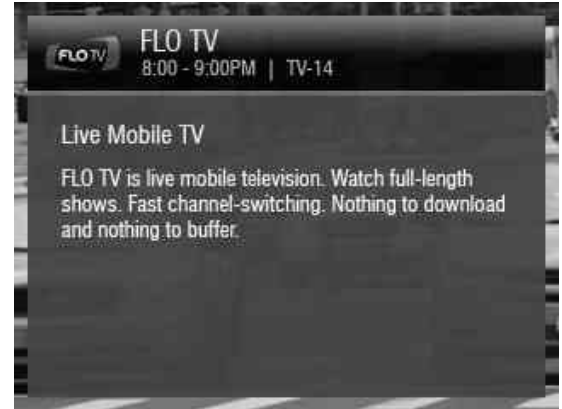 FLO TV
FLO TV
8:00 - 9:00PM | TV-14
Live Mobile TV
FLO TV is live mobile television. Watch full-length
shows. Fast channel-switching. Nothing to download
and nothing to buffer.